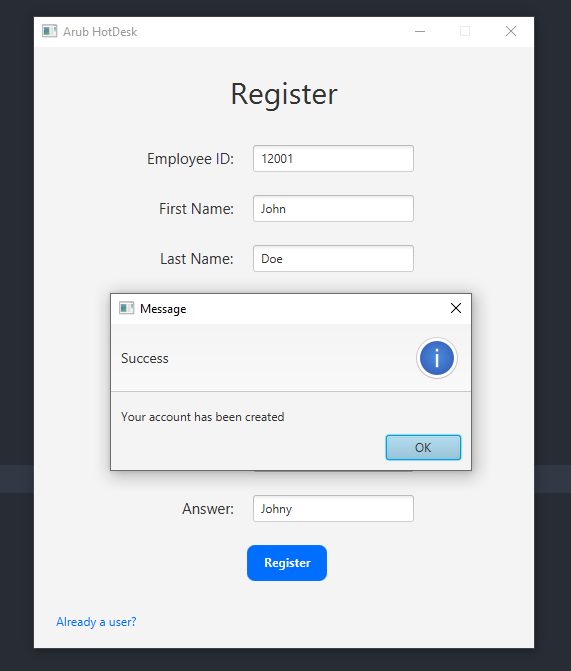 Arub HotDesk
Register
Employee ID: 12001
First Name: John
Last Name: Doe
Message
Success
Your account has been created
OK
Answer: Johny
Register
Already a user?